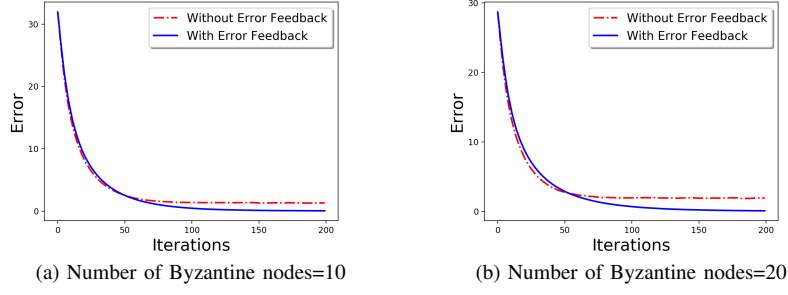 Without Error Feedback
With Error Feedback
30
20
10
0
Error
0
50
100
150
200
Iterations
(a) Number of Byzantine nodes=10
Without Error Feedback
With Error Feedback
30
20
10
0
Error
0
50
100
150
200
Iterations
(b) Number of Byzantine nodes=20